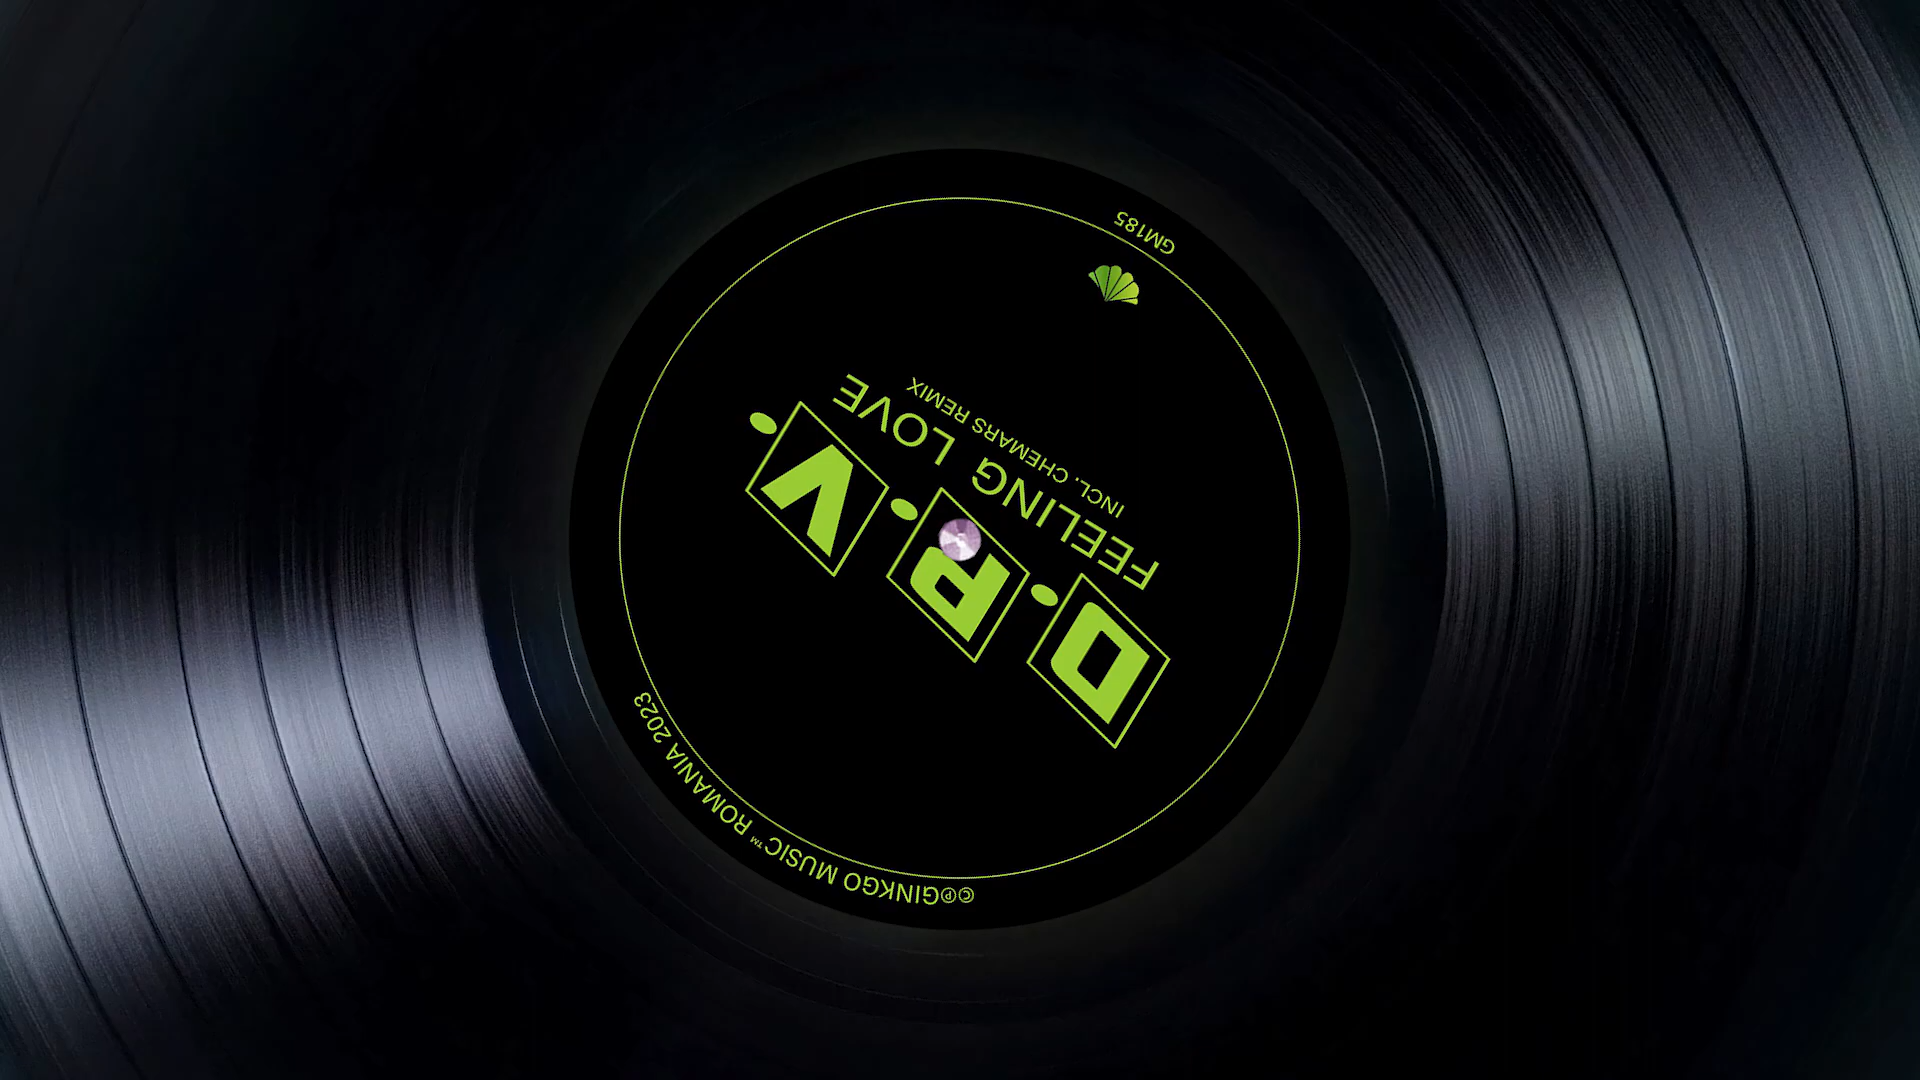 D.P.V.
FEELING LOVE
INCL. CHEMARS REMIX
GM185
©℗GINKGO MUSIC™ ROMANIA 2023